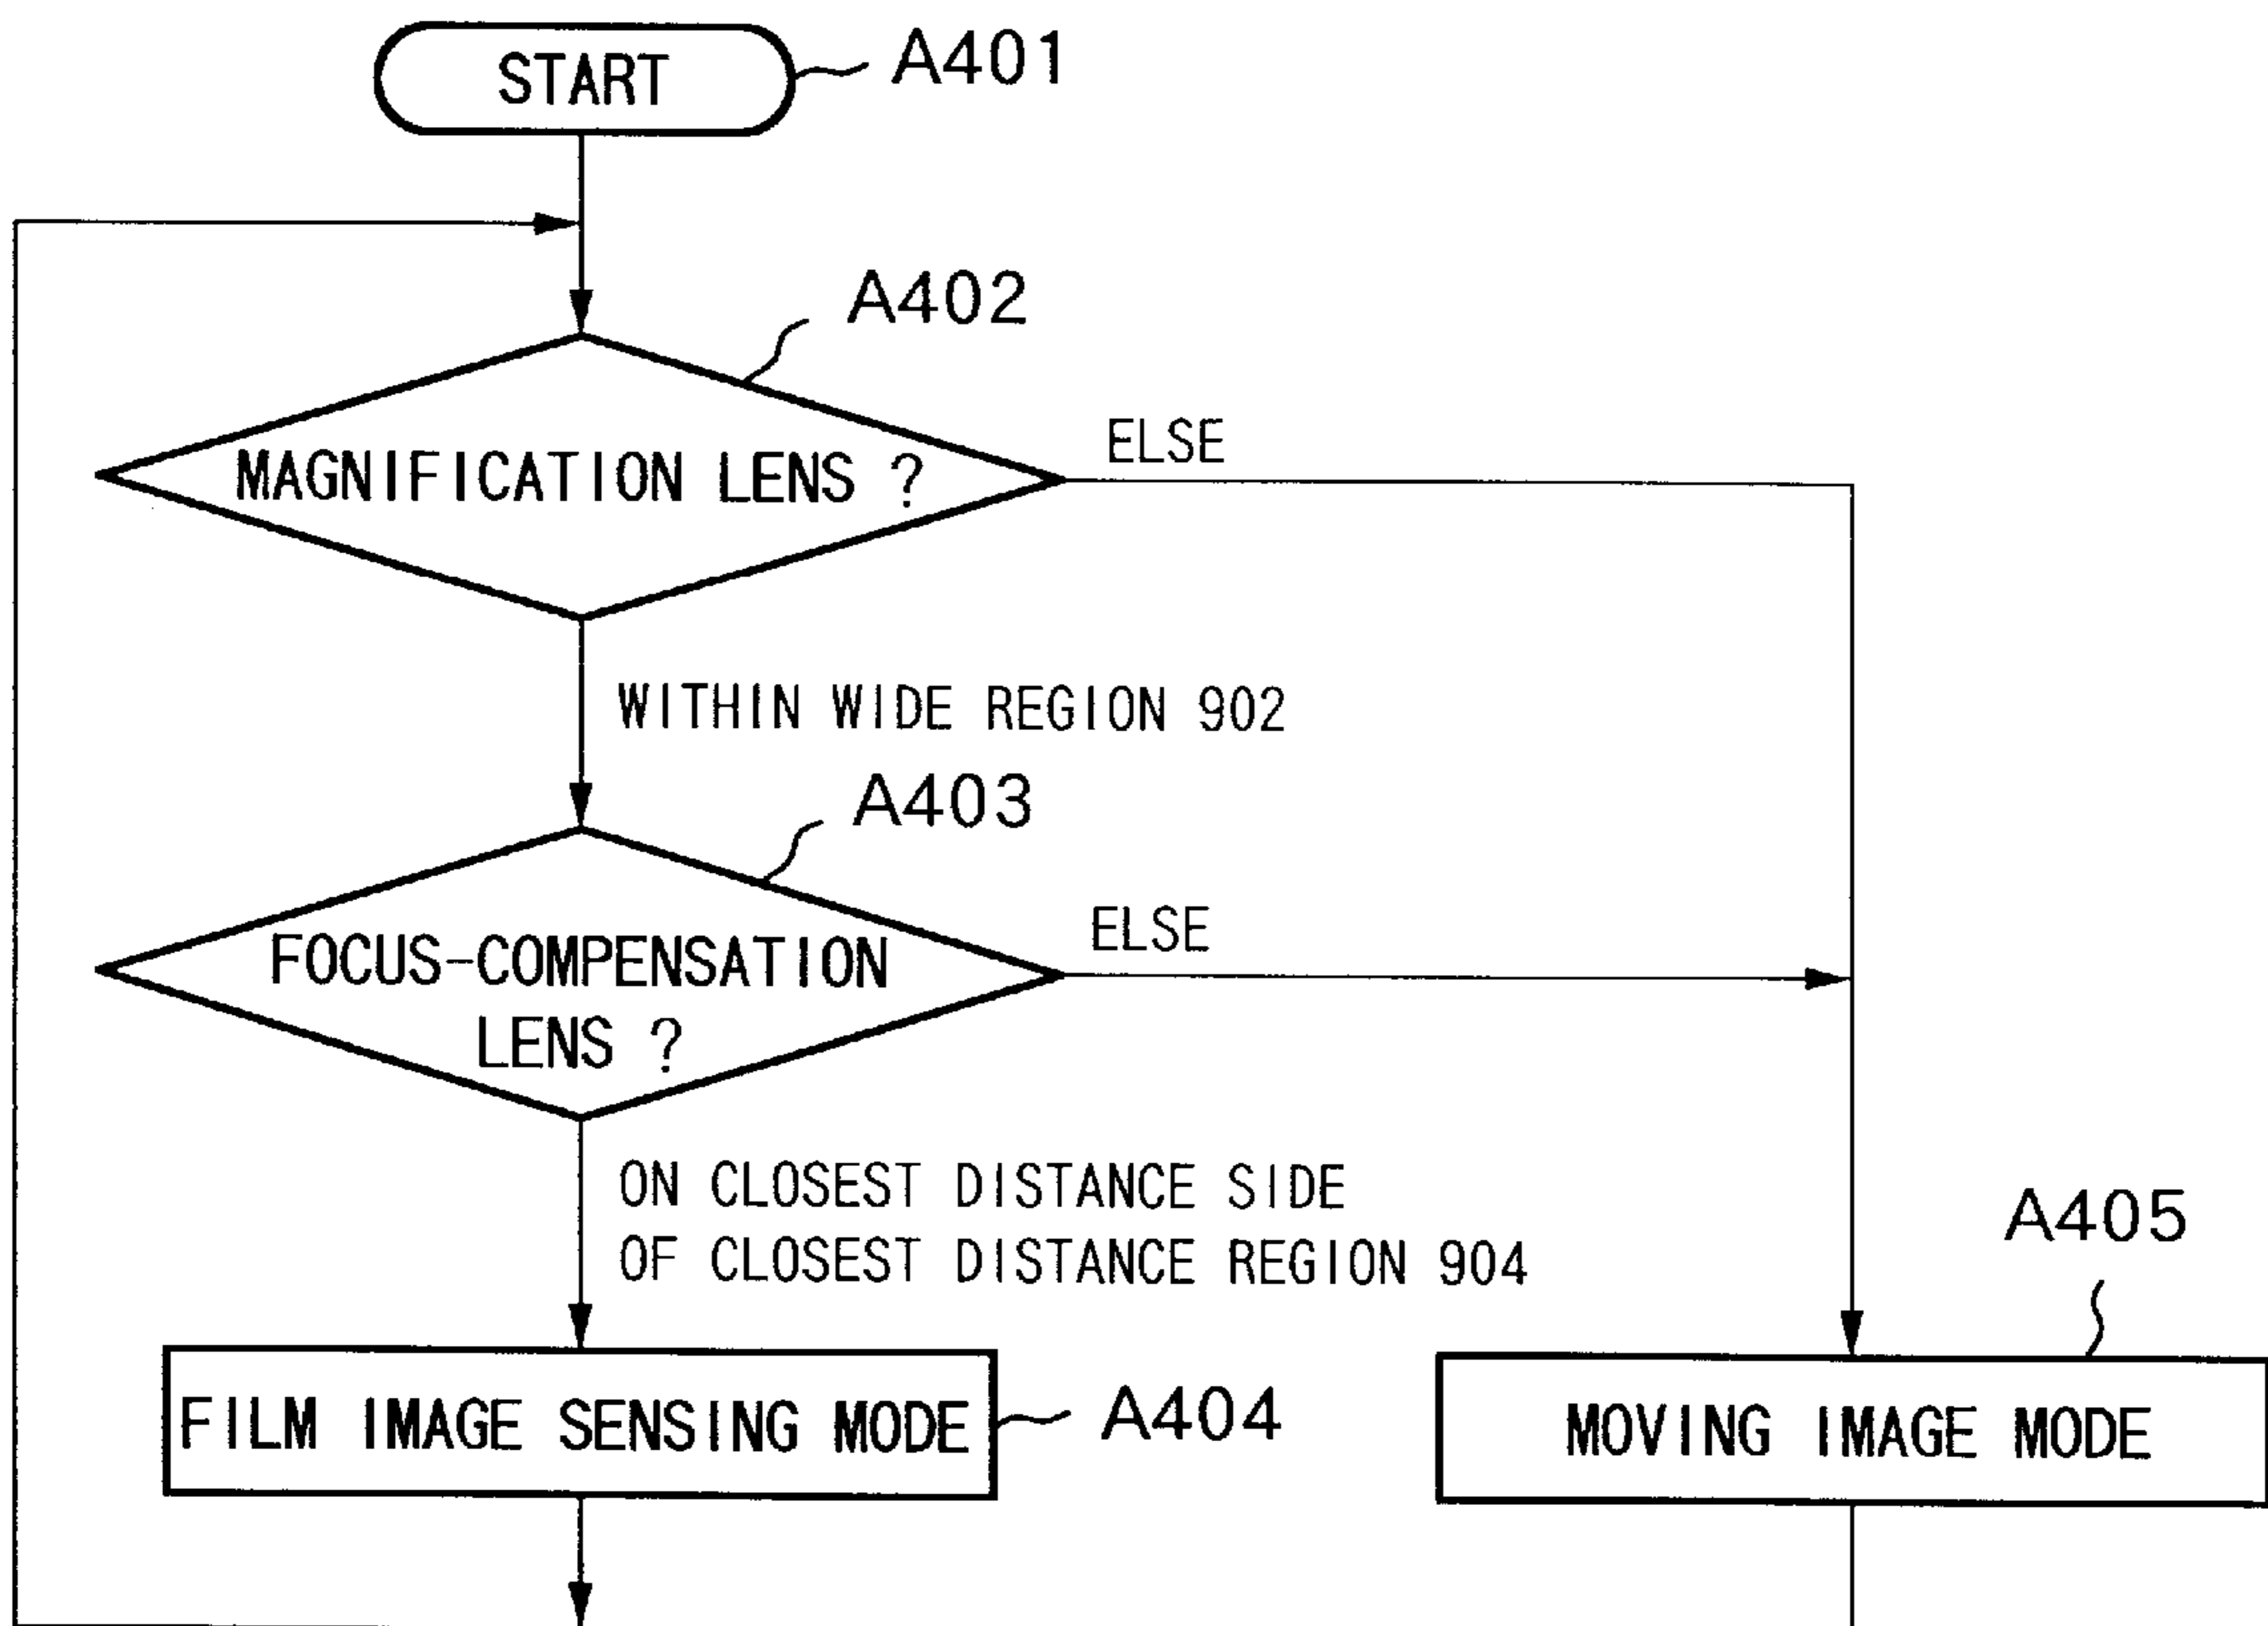 START
A401
A402
MAGNIFICATION LENS ?
ELSE
WITHIN WIDE REGION 902
A403
FOCUS-COMPENSATION
LENS ?
ELSE
ON CLOSEST DISTANCE SIDE
OF CLOSEST DISTANCE REGION 904
A405
FILM IMAGE SENSING MODE
A404
MOVING IMAGE MODE